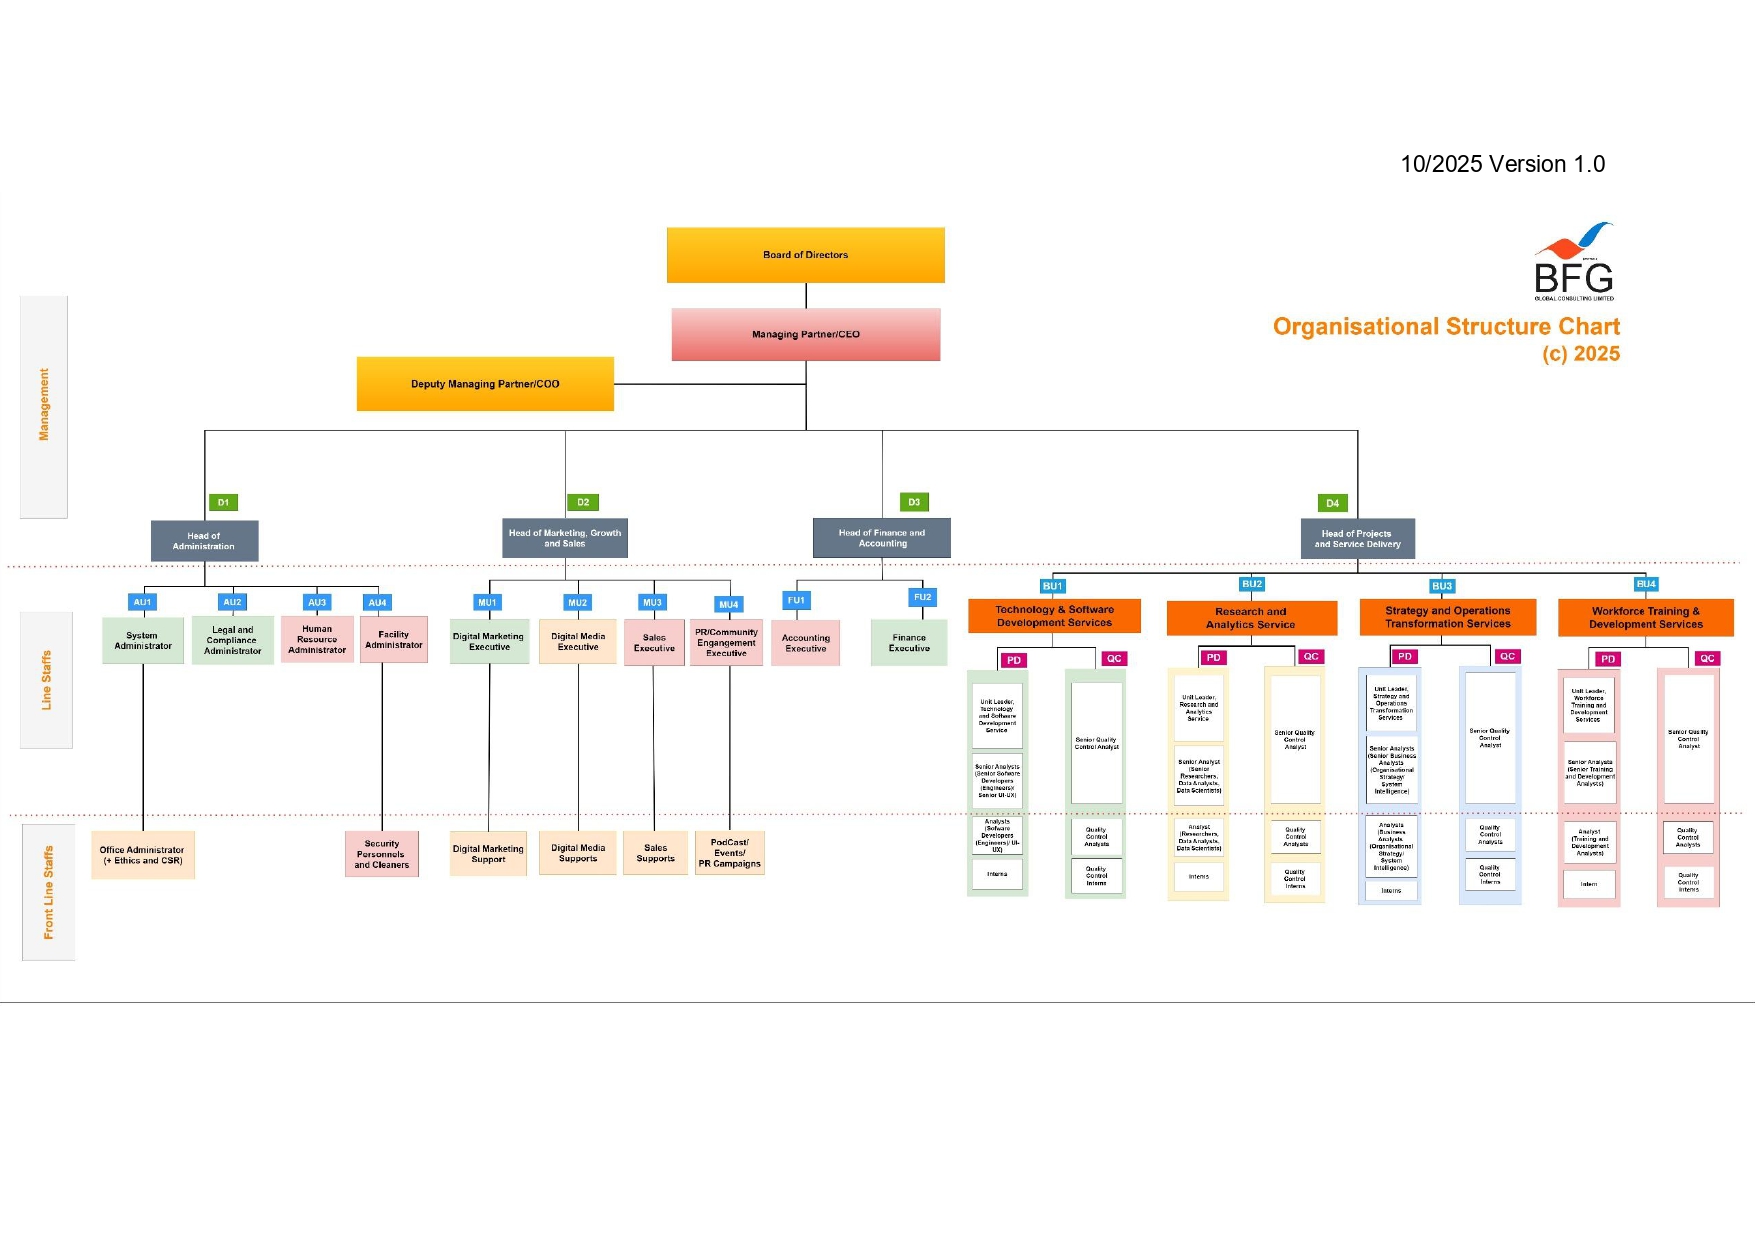 10/2025 Version 1.0
BFG
GLOBAL CONSULTING LIMITED
Organisational Structure Chart
(c) 2025
Board of Directors
Managing Partner/CEO
Deputy Managing Partner/COO
Management
D1
D2
D3
D4
Head of
Administration
Head of Marketing, Growth
and Sales
Head of Finance and
Accounting
Head of Projects
and Service Delivery
Line Staffs
AU1
AU2
AU3
AU4
MU1
MU2
MU3
MU4
FU1
FU2
BU1
BU2
BU3
BU4
System
Administrator
Legal and
Compliance
Administrator
Human
Resource
Administrator
Facility
Administrator
Digital Marketing
Executive
Digital Media
Executive
Sales
Executive
PR/Community
Engangement
Executive
Accounting
Executive
Finance
Executive
Technology & Software
Development Services
Research and
Analytics Service
Strategy and Operations
Transformation Services
Workforce Training &
Development Services
PD
QC
PD
QC
PD
QC
PD
QC
Unit Leader,
Technology
and Software
Development
Service
Senior Quality
Control Analyst
Unit Leader,
Research and
Analytics
Service
Senior Quality
Control
Analyst
Unit Leader,
Strategy and
Operations
Transformation
Services
Senior Quality
Control
Analyst
Unit Leader,
Workforce
Training and
Development
Services
Senior Quality
Control
Analyst
Senior Analysts
(Senior Sofware
Developers
(Engineers)/
Senior UI-UX)
Senior Analyst
(Senior
Researchers,
Data Analysts,
Data Scientists)
Senior Analysts
(Senior Business
Analysts
(Organisational
Strategy/
System
Intelligence)
Senior Analysts
(Senior Training
and Development
Analysts)
Front Line Staffs
Office Administrator
(+ Ethics and CSR)
Security
Personnels
and Cleaners
Digital Marketing
Support
Digital Media
Supports
Sales
Supports
PodCast/
Events/
PR Campaigns
Analysts
(Sofware
Developers
(Engineers)/ UI-
UX)
Interns
Quality
Control
Analysts
Quality
Control
Interns
Analyst
(Researchers,
Data Analysts,
Data Scientists)
Interns
Quality
Control
Analysts
Quality
Control
Interns
Analysts
(Business
Analysts
(Organisational
Strategy/
System
Intelligence)
Interns
Quality
Control
Analysts
Quality
Control
Interns
Analyst
(Training and
Development
Analysts)
Intern
Quality
Control
Analysts
Quality
Control
Interns